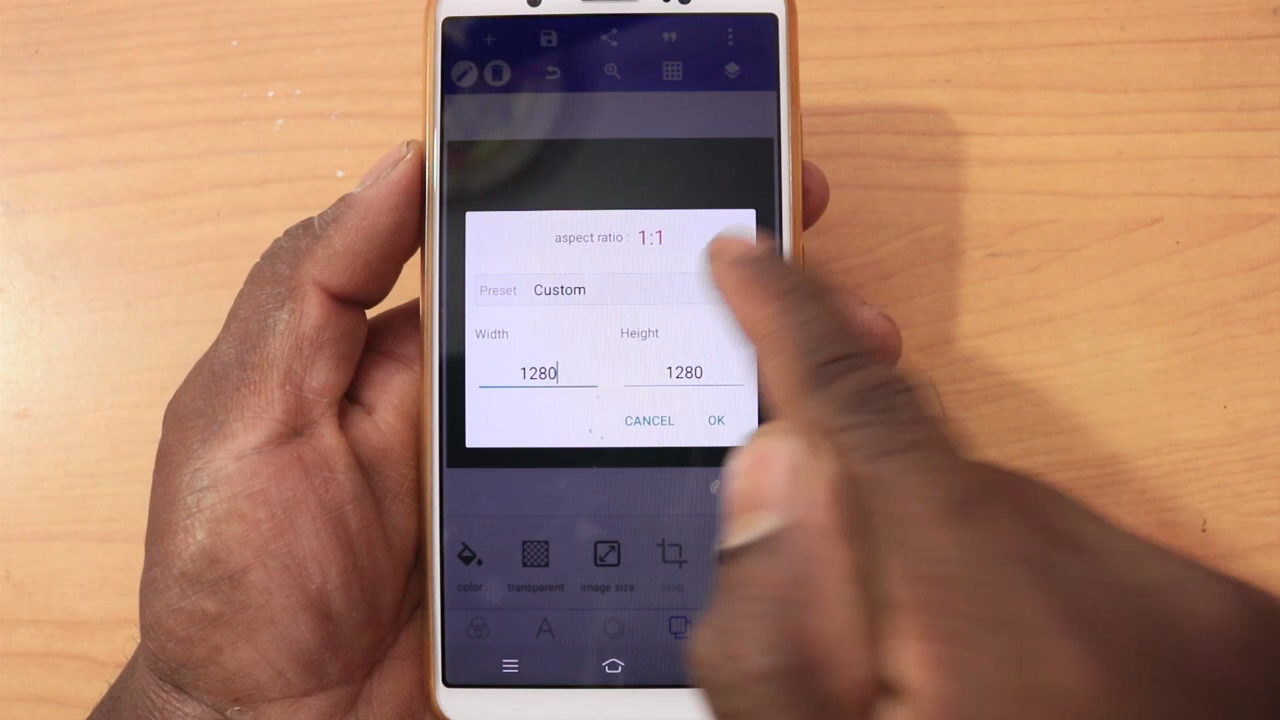 aspect ratio : 1:1
Preset Custom
Width Height
1280 1280
CANCEL OK
color transparent image size crop
A